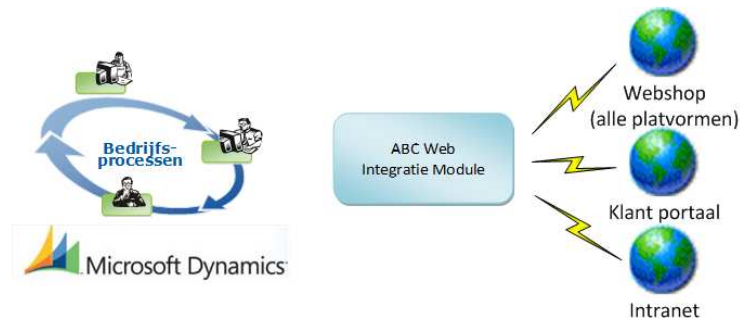 Bedrijfs-
processen
Microsoft Dynamics
ABC Web
Integratie Module
Webshop
(alle platvormen)
Klant portaal
Intranet